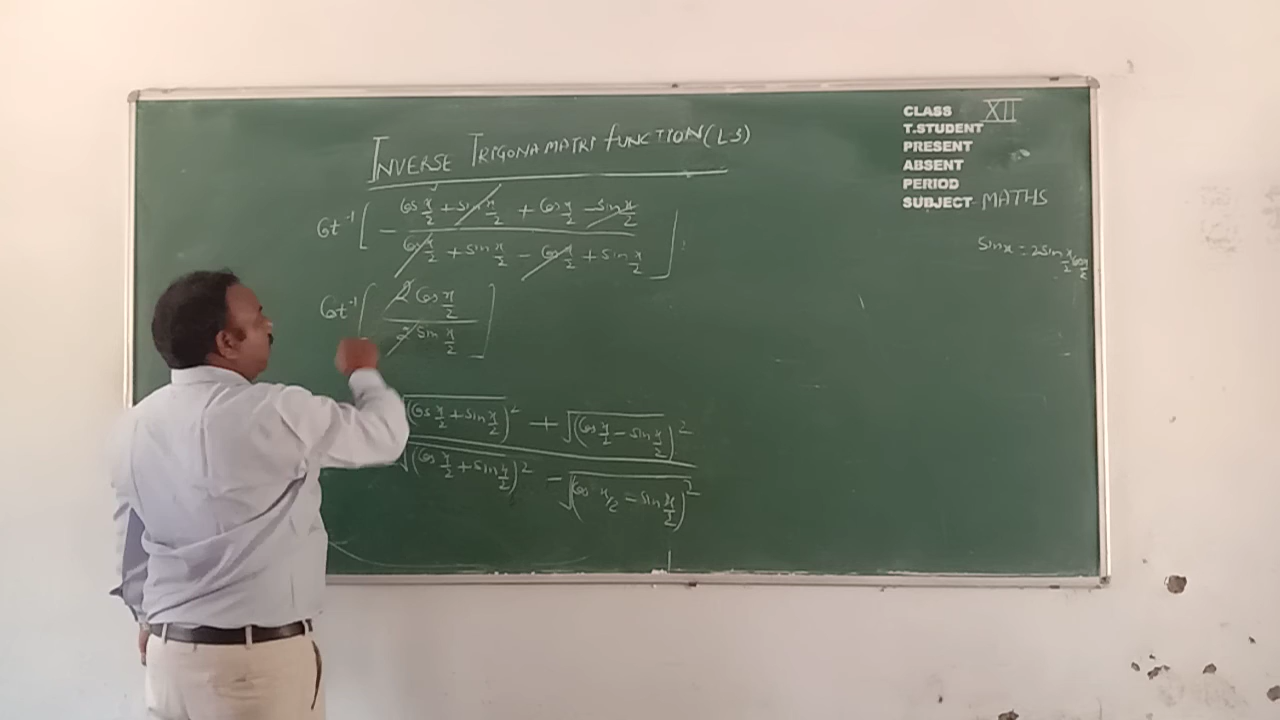 INVERSE TRIGONAMATRI FUNCTION (L-3)
Cot⁻¹ [ - (Cos x/2 + sin x/2 + Cos x/2 - sin x/2) / (Cos x/2 + sin x/2 - Cos x/2 + sin x/2) ]
Cot⁻¹ [ 2 Cos x/2 / 2 sin x/2 ]
√(Cos x/2 + sin x/2)² + √(Cos x/2 - sin x/2)²
√(Cos x/2 + sin x/2)² - √(Cos x/2 - sin x/2)²
CLASS XII
T.STUDENT
PRESENT
ABSENT
PERIOD
SUBJECT MATHS
Sinx = 2 Sin x/2 Cos x/2